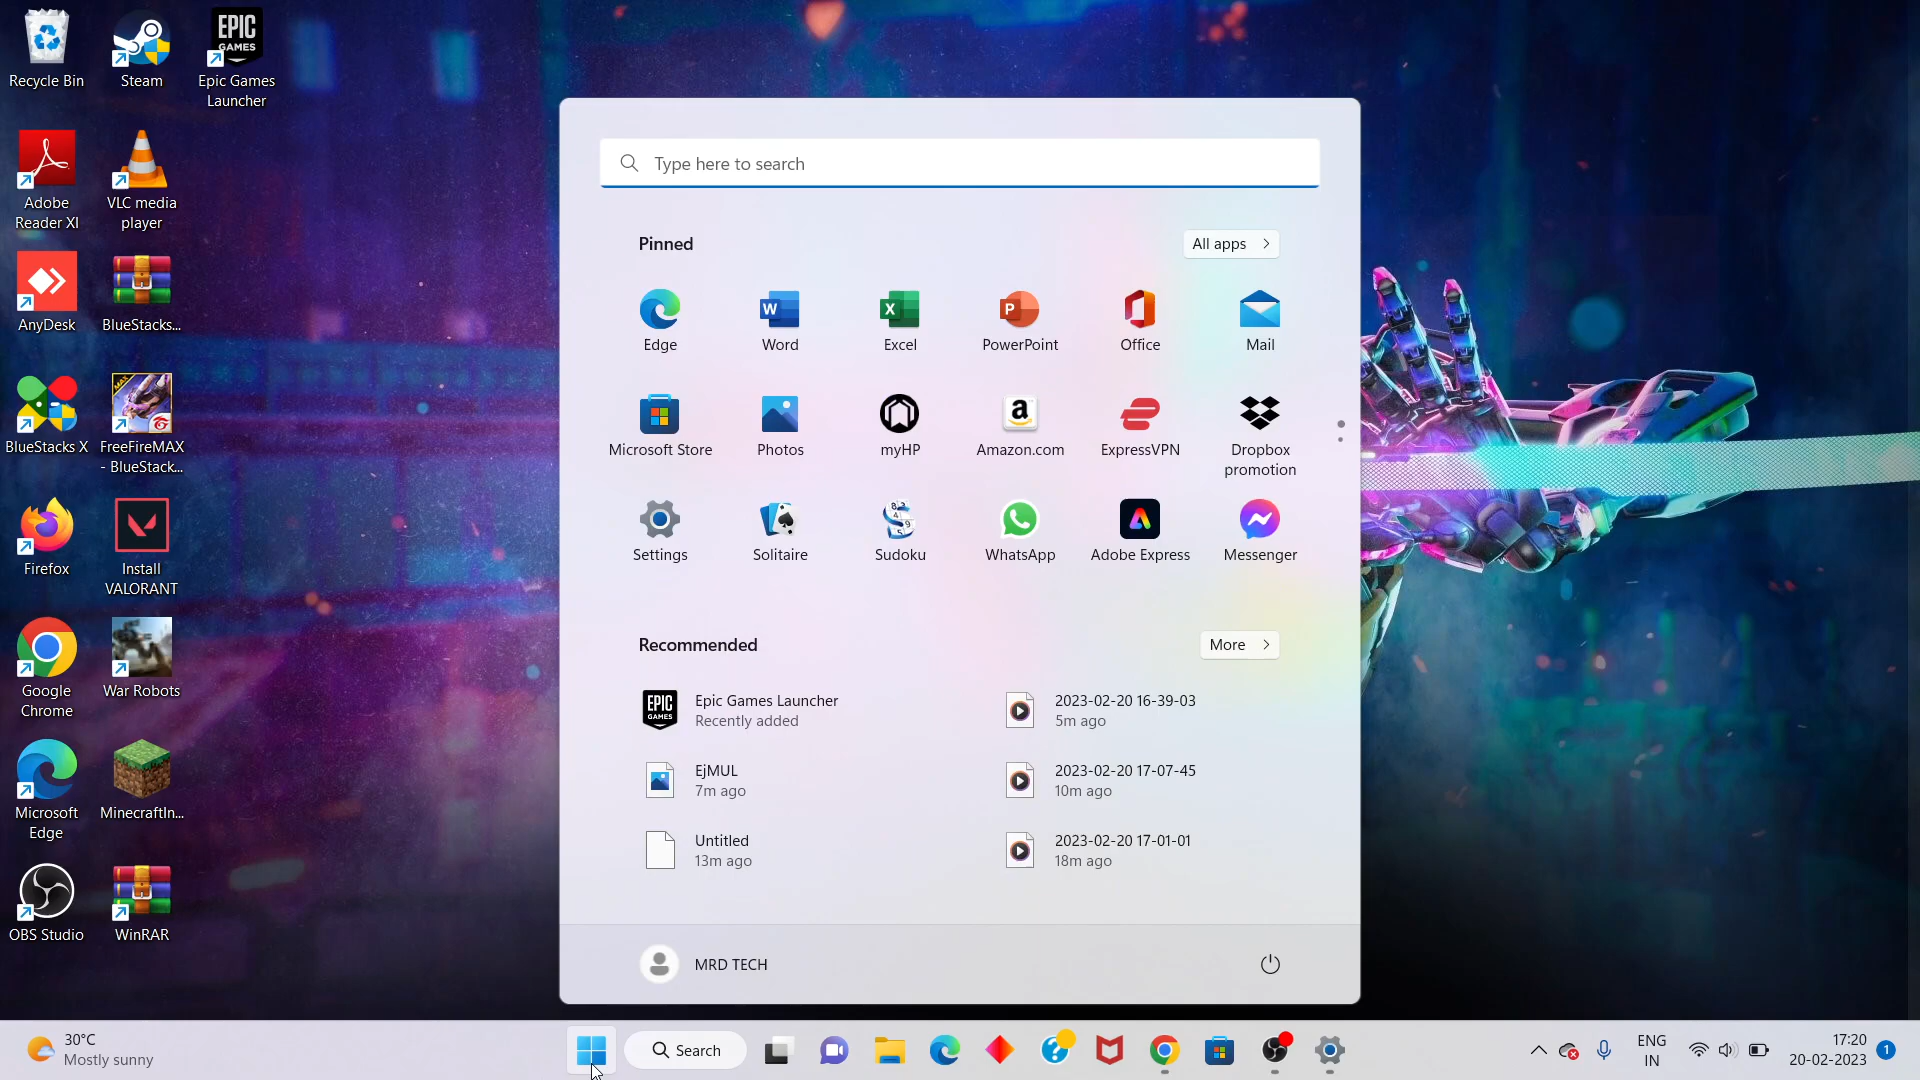 Recycle Bin
Steam
EPIC
GAMES
Epic Games
Launcher
Adobe
Reader XI
VLC media
player
AnyDesk
BlueStacks...
BlueStacks X
MAX
FreeFireMAX
- BlueStack...
Firefox
Install
VALORANT
Google
Chrome
War Robots
Microsoft
Edge
MinecraftIn...
OBS Studio
WinRAR
Type here to search
Pinned
All apps
Edge
W
Word
X
Excel
P
PowerPoint
Office
Mail
Microsoft Store
Photos
myHP
a
Amazon.com
ExpressVPN
Dropbox
promotion
Settings
Solitaire
Sudoku
WhatsApp
Adobe Express
Messenger
Recommended
More
EPIC
GAMES
Epic Games Launcher
Recently added
2023-02-20 16-39-03
5m ago
EjMUL
7m ago
2023-02-20 17-07-45
10m ago
Untitled
13m ago
2023-02-20 17-01-01
18m ago
MRD TECH
30°C
Mostly sunny
Search
ENG
IN
17:20
20-02-2023
1